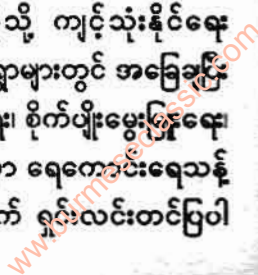 သို့ ကျင့်သုံးနိုင်ရေး
ရွာများတွင် အခြေခံပြ
း၊ စိုက်ပျိုးမွေးမြူရေး၊
ာ ရေကောင်းရေသန့်
က် ရှင်းလင်းတင်ပြပါ
www.burmeseclassic.com